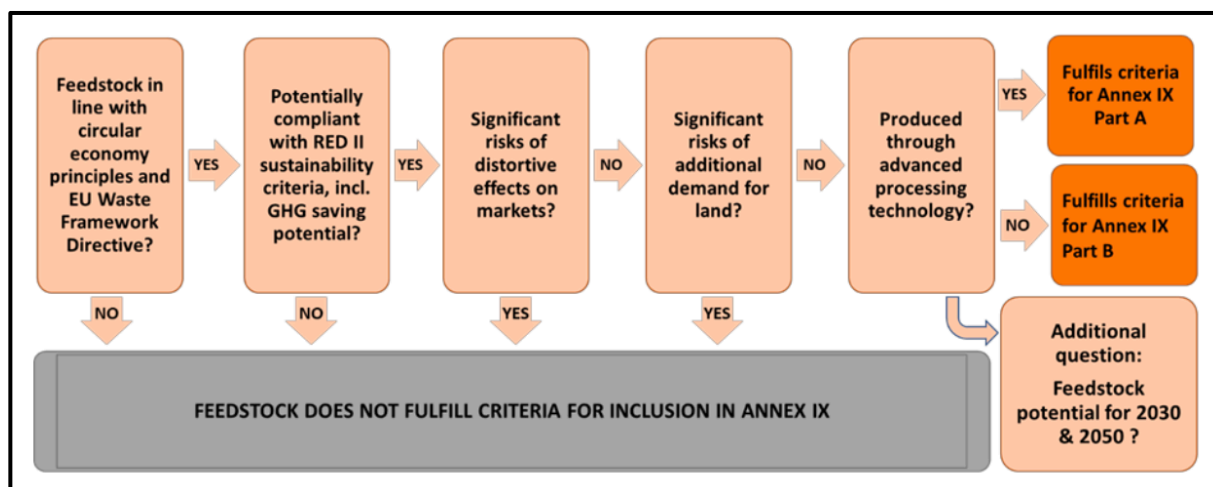 Feedstock in
line with
circular
economy
principles and
EU Waste
Framework
Directive?
YES
NO
Potentially
compliant
with RED II
sustainability
criteria, incl.
GHG saving
potential?
YES
NO
Significant
risks of
distortive
effects on
markets?
NO
YES
Significant
risks of
additional
demand for
land?
NO
YES
Produced
through
advanced
processing
technology?
YES
Fulfils criteria
for Annex IX
Part A
NO
Fulfills criteria
for Annex IX
Part B
Additional
question:
Feedstock
potential for 2030
& 2050 ?
FEEDSTOCK DOES NOT FULFILL CRITERIA FOR INCLUSION IN ANNEX IX